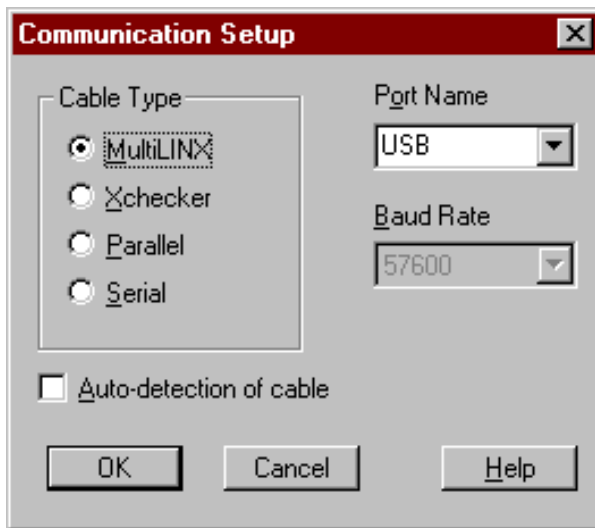 Communication Setup
Cable Type
MultiLINX
Xchecker
Parallel
Serial
Port Name
USB
Baud Rate
57600
Auto-detection of cable
OK
Cancel
Help